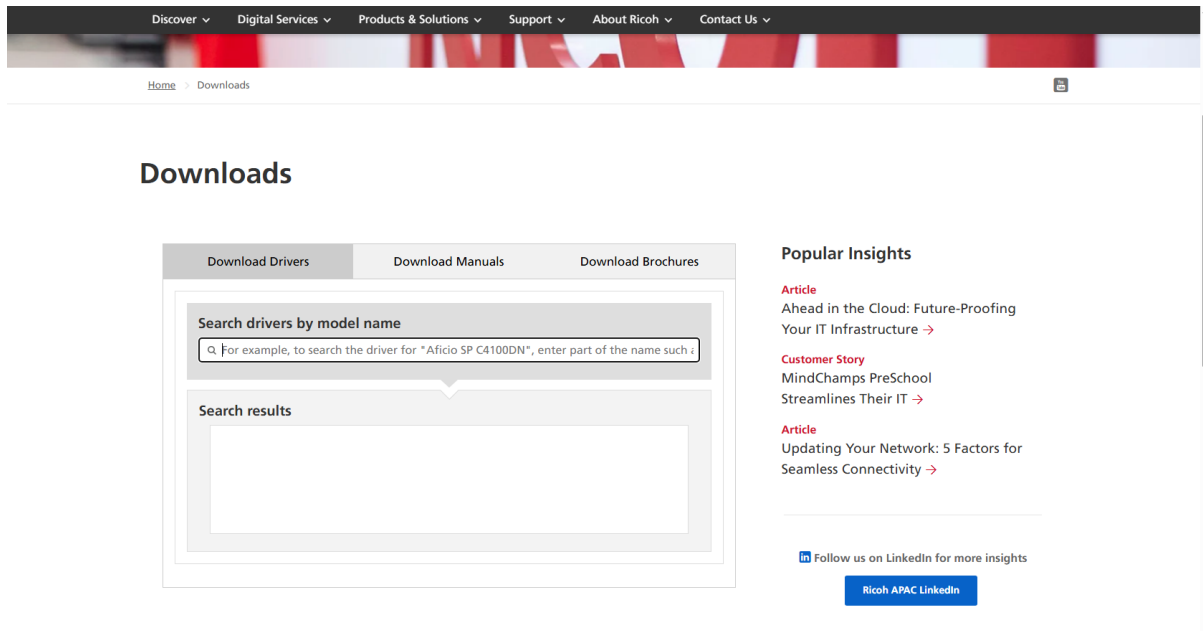 Discover
Digital Services
Products & Solutions
Support
About Ricoh
Contact Us
Home
Downloads
You
Tube
Downloads
Download Drivers
Download Manuals
Download Brochures
Search drivers by model name
For example, to search the driver for "Aficio SP C4100DN", enter part of the name such a
Search results
Popular Insights
Article
Ahead in the Cloud: Future-Proofing
Your IT Infrastructure →
Customer Story
MindChamps PreSchool
Streamlines Their IT →
Article
Updating Your Network: 5 Factors for
Seamless Connectivity →
in Follow us on LinkedIn for more insights
Ricoh APAC LinkedIn